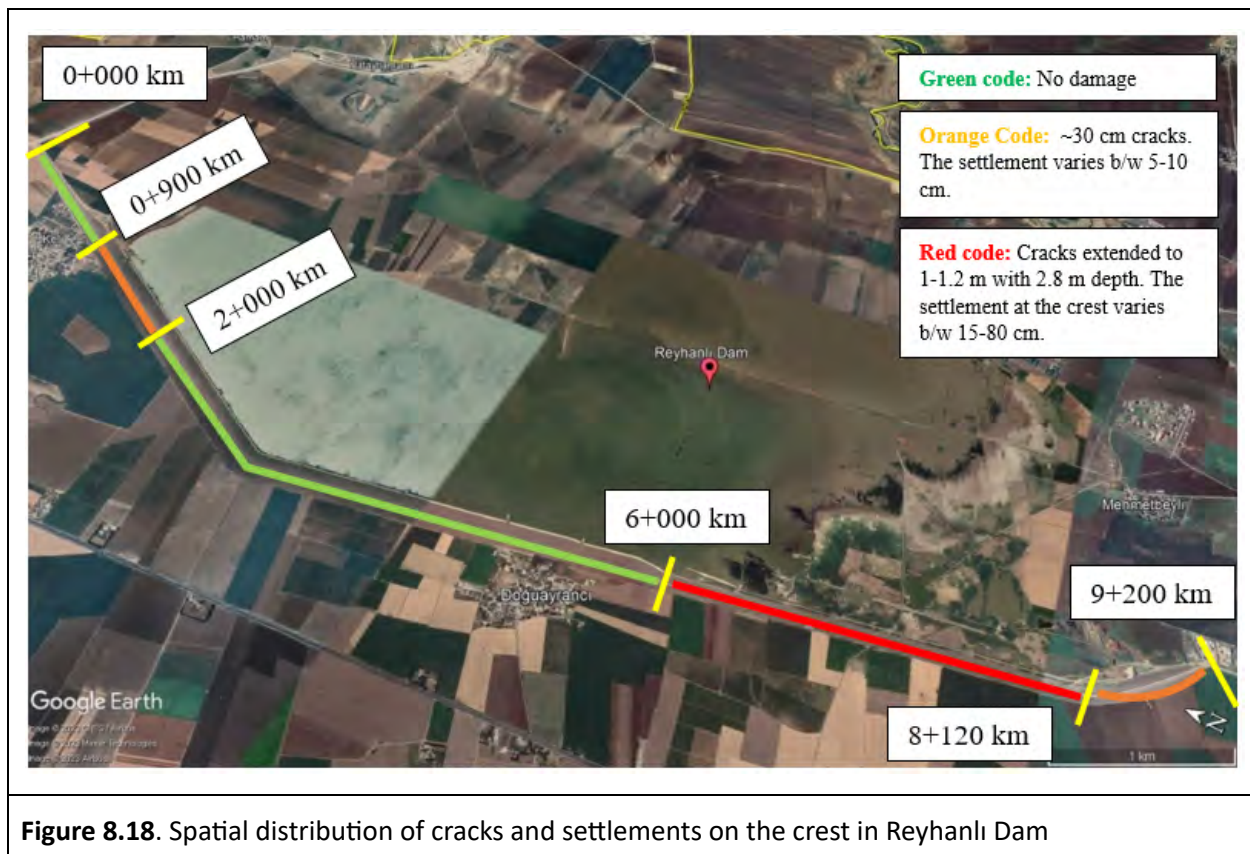 0+000 km
0+900 km
2+000 km
6+000 km
8+120 km
9+200 km
Green code: No damage
Orange Code: ~30 cm cracks.
The settlement varies b/w 5-10
cm.
Red code: Cracks extended to
1-1.2 m with 2.8 m depth. The
settlement at the crest varies
b/w 15-80 cm.
Reyhanlı Dam
Mehmetbeyli
Doğuayrancı
Google Earth
N
1 km
Figure 8.18. Spatial distribution of cracks and settlements on the crest in Reyhanlı Dam